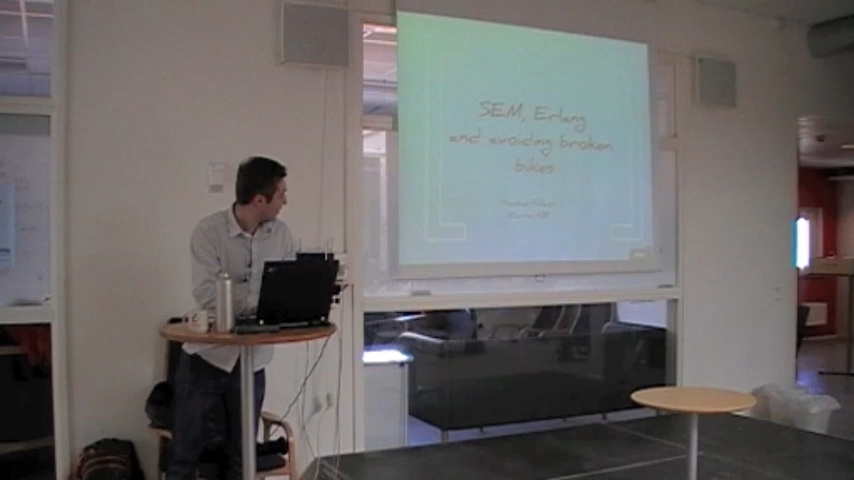 SEM, Erlang
and avoiding broken
bikes